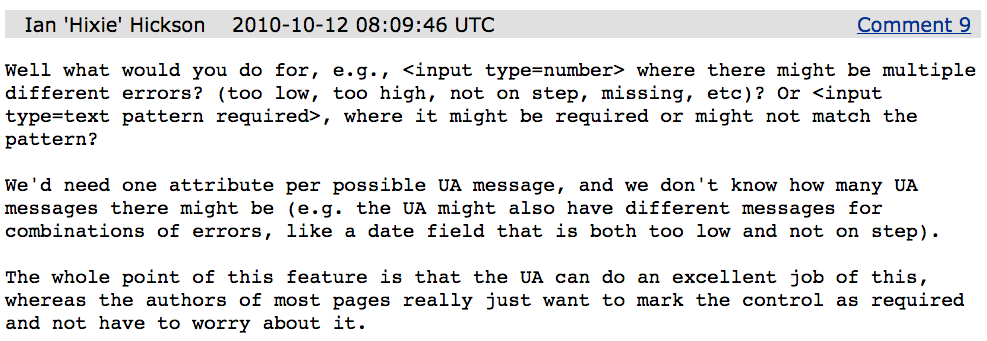 Ian 'Hixie' Hickson 2010-10-12 08:09:46 UTC Comment 9
Well what would you do for, e.g., <input type=number> where there might be multiple
different errors? (too low, too high, not on step, missing, etc)? Or <input
type=text pattern required>, where it might be required or might not match the
pattern?
We'd need one attribute per possible UA message, and we don't know how many UA
messages there might be (e.g. the UA might also have different messages for
combinations of errors, like a date field that is both too low and not on step).
The whole point of this feature is that the UA can do an excellent job of this,
whereas the authors of most pages really just want to mark the control as required
and not have to worry about it.